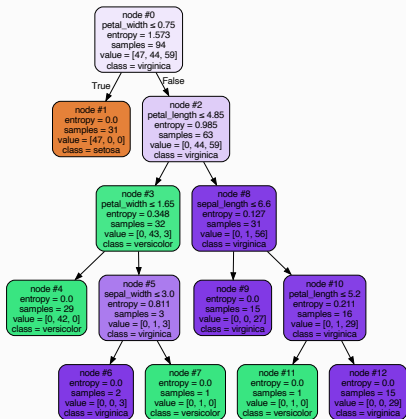 node #0
petal_width ≤ 0.75
entropy = 1.573
samples = 94
value = [47, 44, 59]
class = virginica
True
False
node #1
entropy = 0.0
samples = 31
value = [47, 0, 0]
class = setosa
node #2
petal_length ≤ 4.85
entropy = 0.985
samples = 63
value = [0, 44, 59]
class = virginica
node #3
petal_width ≤ 1.65
entropy = 0.348
samples = 32
value = [0, 43, 3]
class = versicolor
node #8
sepal_length ≤ 6.6
entropy = 0.127
samples = 31
value = [0, 1, 56]
class = virginica
node #4
entropy = 0.0
samples = 29
value = [0, 42, 0]
class = versicolor
node #5
sepal_width ≤ 3.0
entropy = 0.811
samples = 3
value = [0, 1, 3]
class = virginica
node #9
entropy = 0.0
samples = 15
value = [0, 0, 27]
class = virginica
node #10
petal_length ≤ 5.2
entropy = 0.211
samples = 16
value = [0, 1, 29]
class = virginica
node #6
entropy = 0.0
samples = 2
value = [0, 0, 3]
class = virginica
node #7
entropy = 0.0
samples = 1
value = [0, 1, 0]
class = versicolor
node #11
entropy = 0.0
samples = 1
value = [0, 1, 0]
class = versicolor
node #12
entropy = 0.0
samples = 15
value = [0, 0, 29]
class = virginica